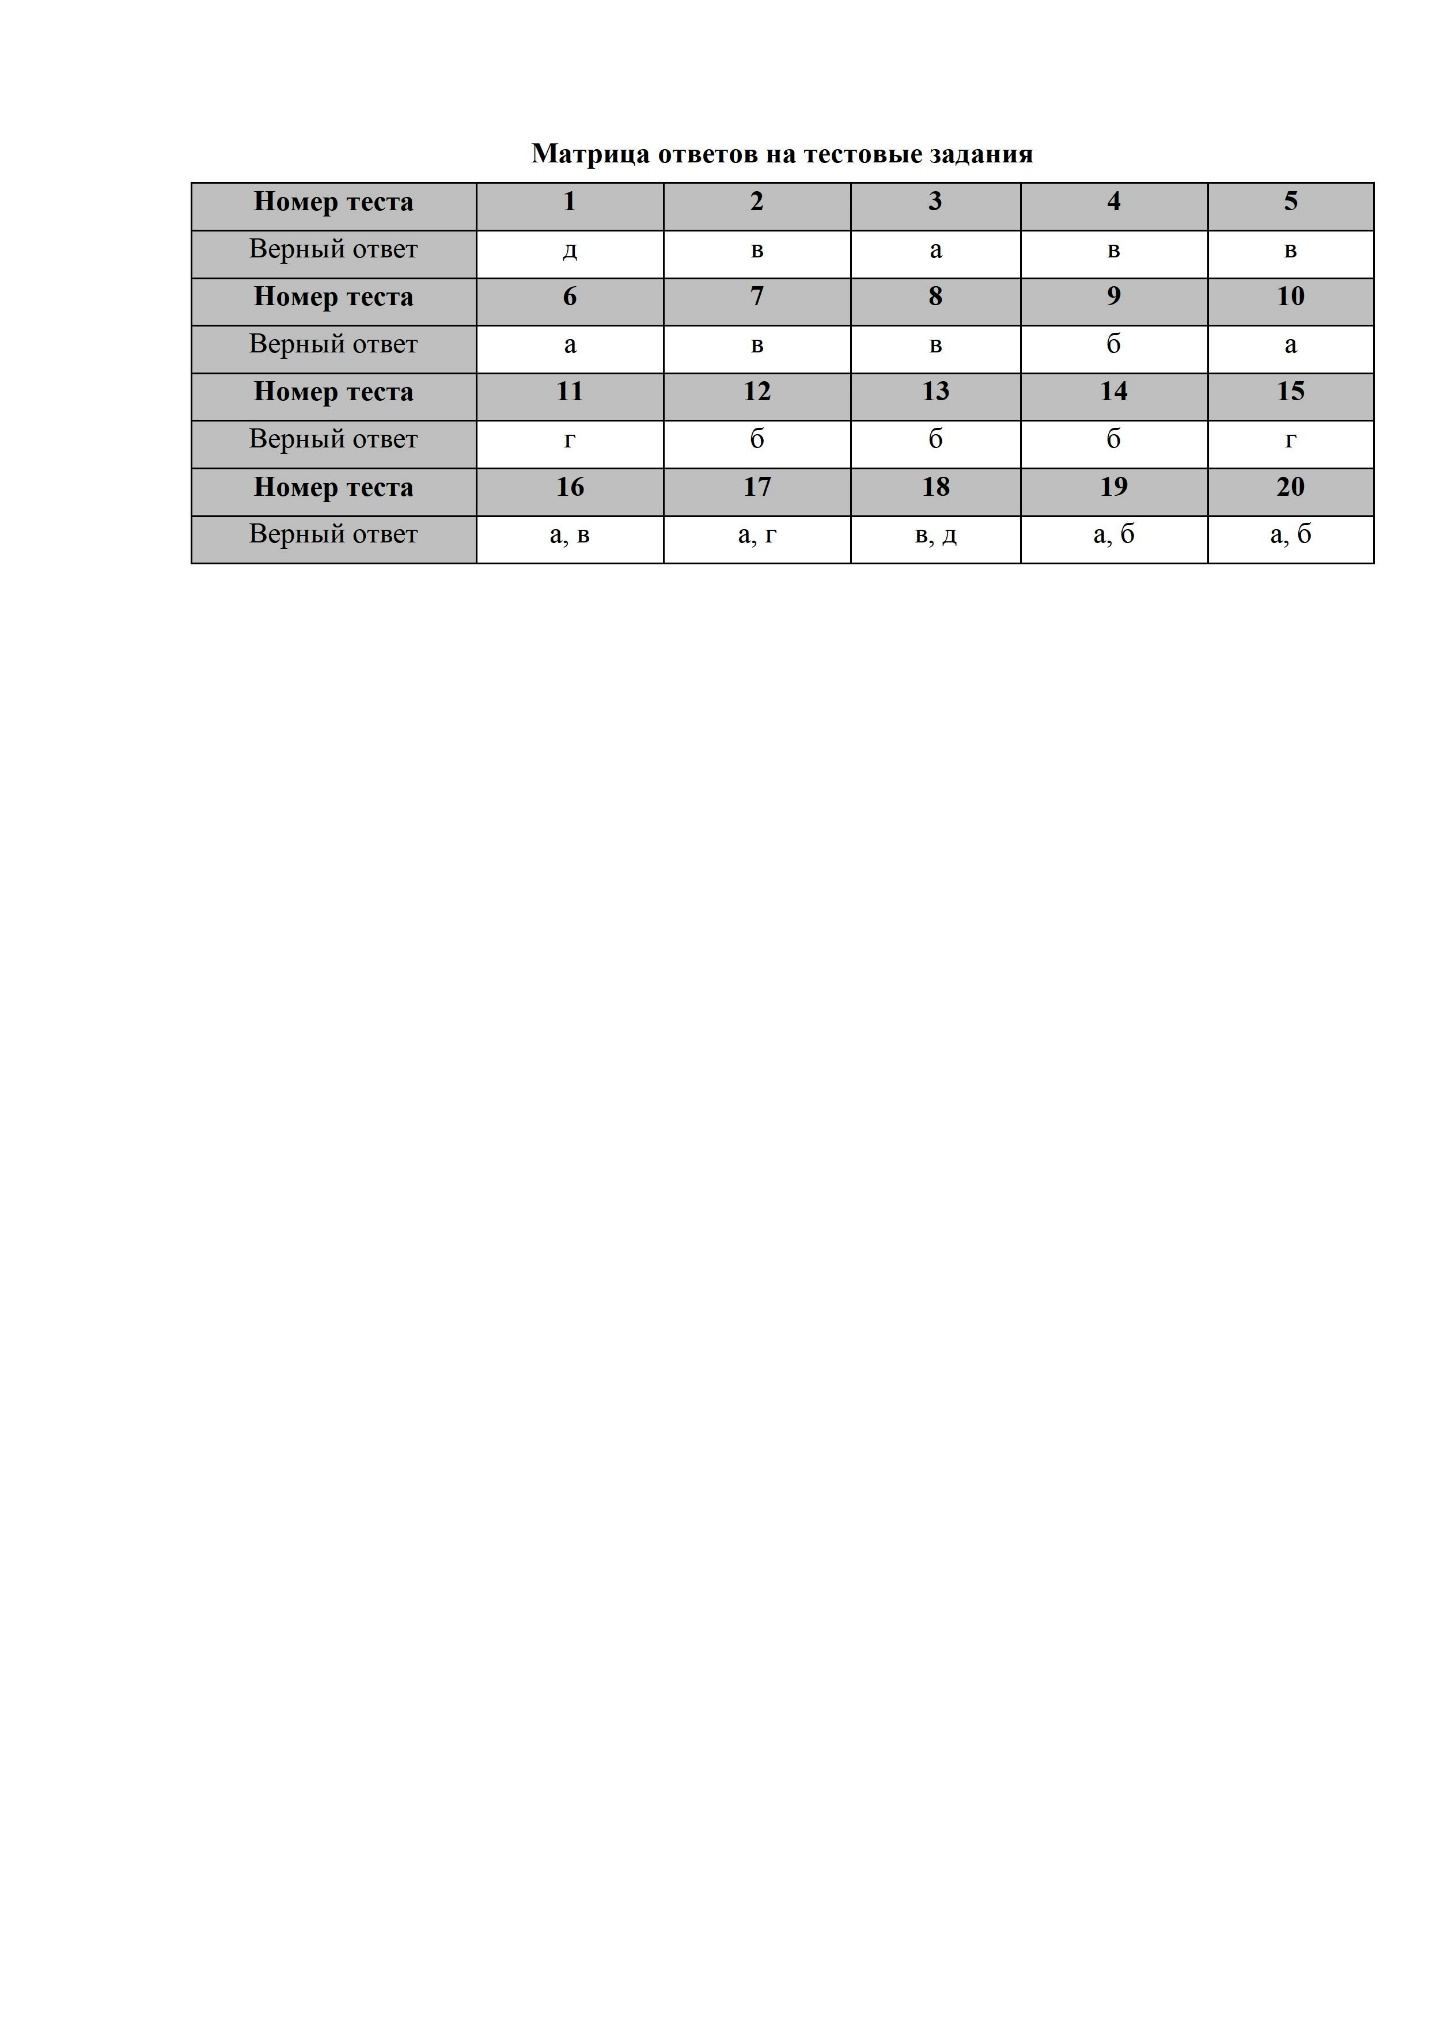 Матрица ответов на тестовые задания
Номер теста 1 2 3 4 5
Верный ответ д в а в в
Номер теста 6 7 8 9 10
Верный ответ а в в б а
Номер теста 11 12 13 14 15
Верный ответ г б б б г
Номер теста 16 17 18 19 20
Верный ответ а, в а, г в, д а, б а, б